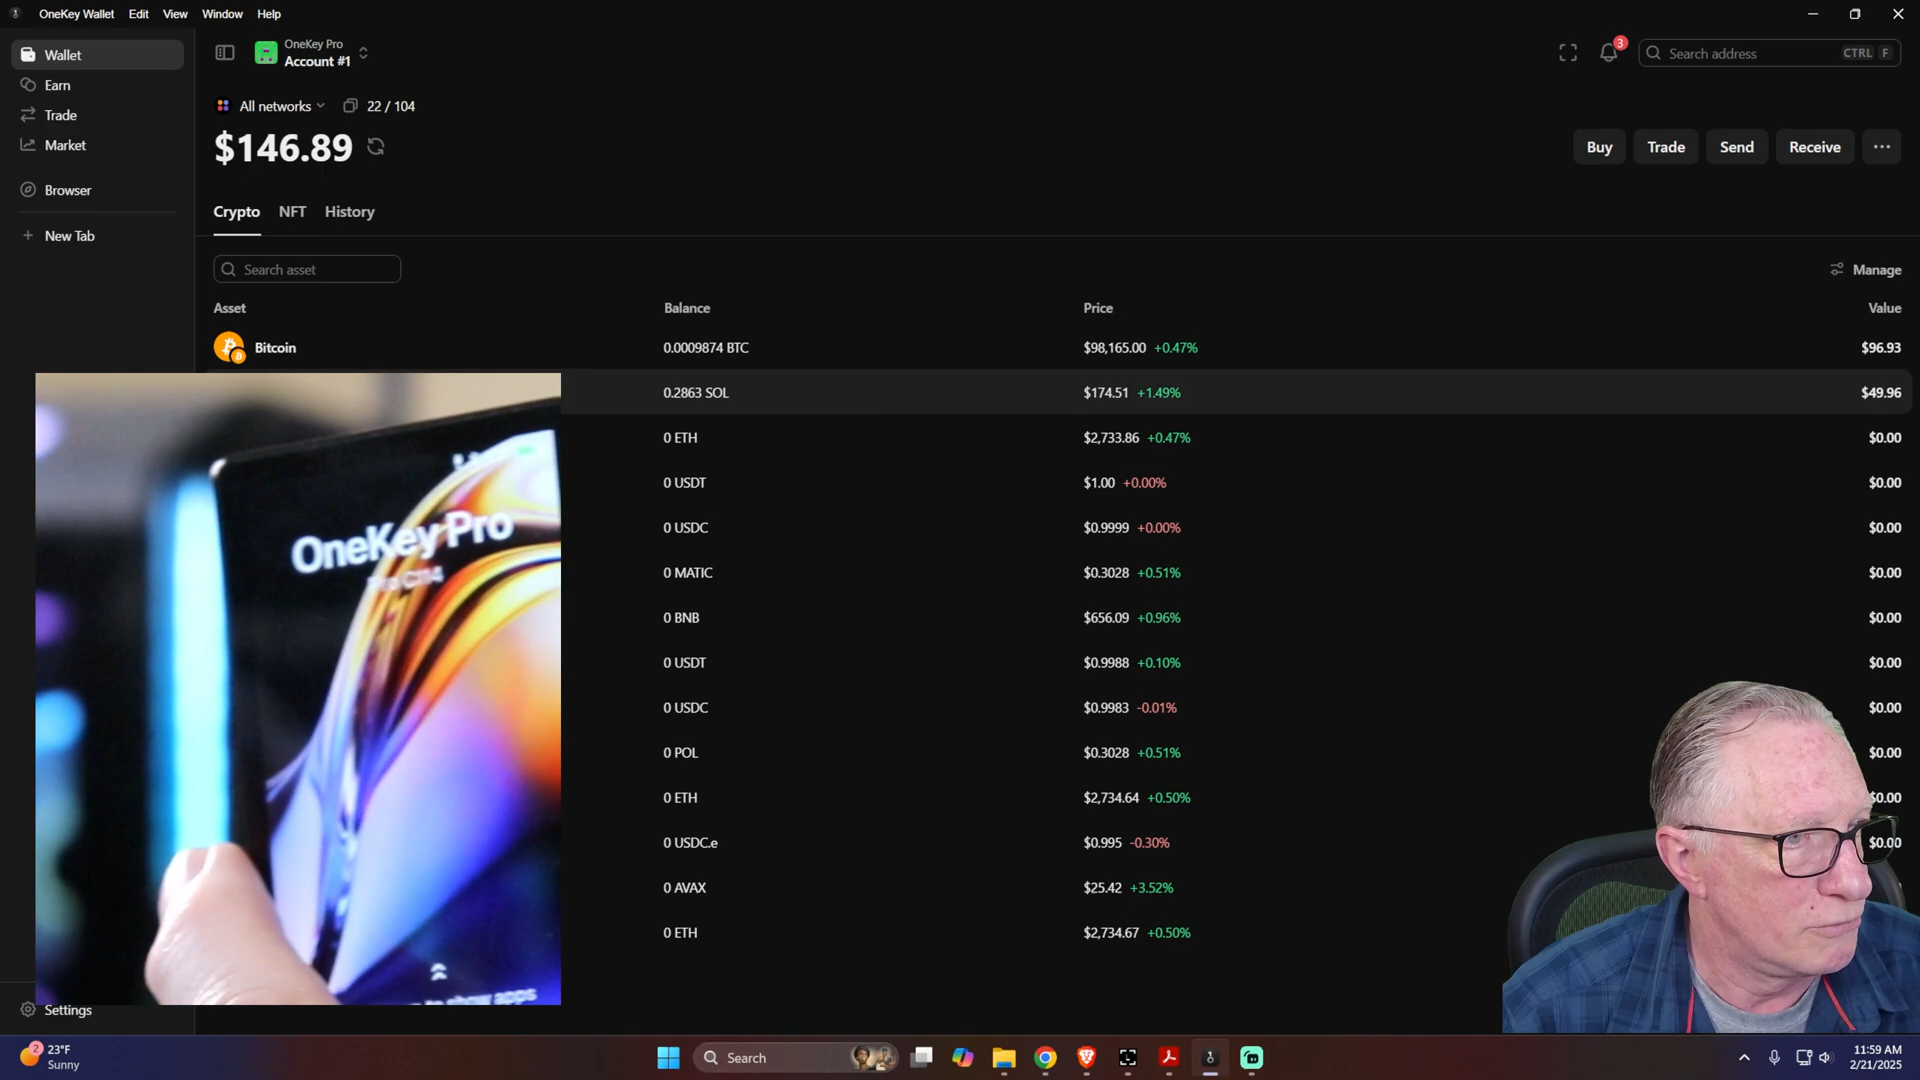 OneKey Wallet Edit View Window Help
Wallet
Earn
Trade
Market
Browser
New Tab
Settings
OneKey Pro
Account #1
3
Search address CTRL F
All networks 22 / 104
$146.89
Buy Trade Send Receive
Crypto NFT History
Search asset
Manage
Asset Balance Price Value
Bitcoin 0.0009874 BTC $98,165.00 +0.47% $96.93
0.2863 SOL $174.51 +1.49% $49.96
0 ETH $2,733.86 +0.47% $0.00
0 USDT $1.00 +0.00% $0.00
0 USDC $0.9999 +0.00% $0.00
0 MATIC $0.3028 +0.51% $0.00
0 BNB $656.09 +0.96% $0.00
0 USDT $0.9988 +0.10% $0.00
0 USDC $0.9983 -0.01% $0.00
0 POL $0.3028 +0.51% $0.00
0 ETH $2,734.64 +0.50% $0.00
0 USDC.e $0.995 -0.30% $0.00
0 AVAX $25.42 +3.52%
0 ETH $2,734.67 +0.50%
OneKey Pro
to show apps
2
23°F
Sunny
Search
11:59 AM
2/21/2025